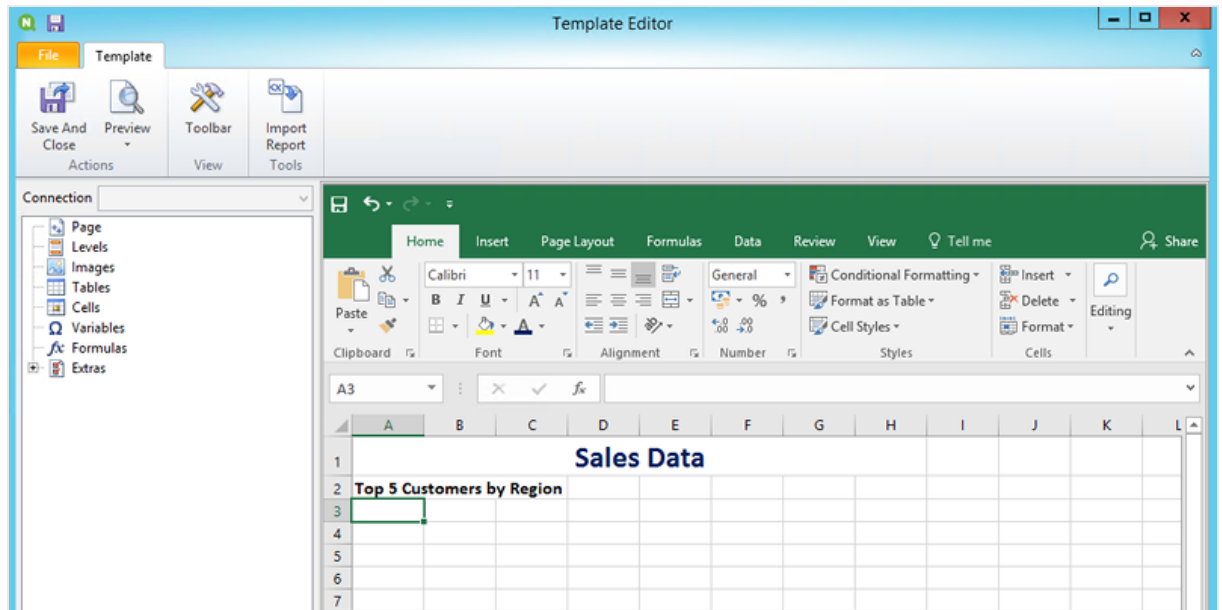 N
Template Editor
File Template
Save And Close Preview Toolbar Import Report
Actions View Tools
Connection
Page
Levels
Images
Tables
Cells
Ω Variables
fx Formulas
Extras
Home Insert Page Layout Formulas Data Review View Tell me Share
Paste
Calibri 11
B I U A A
A
General
% ,
.00 .0
Conditional Formatting
Format as Table
Cell Styles
Insert
Delete
Format
Editing
Clipboard Font Alignment Number Styles Cells
A3 fx
A B C D E F G H I J K L
1 Sales Data
2 Top 5 Customers by Region
3
4
5
6
7